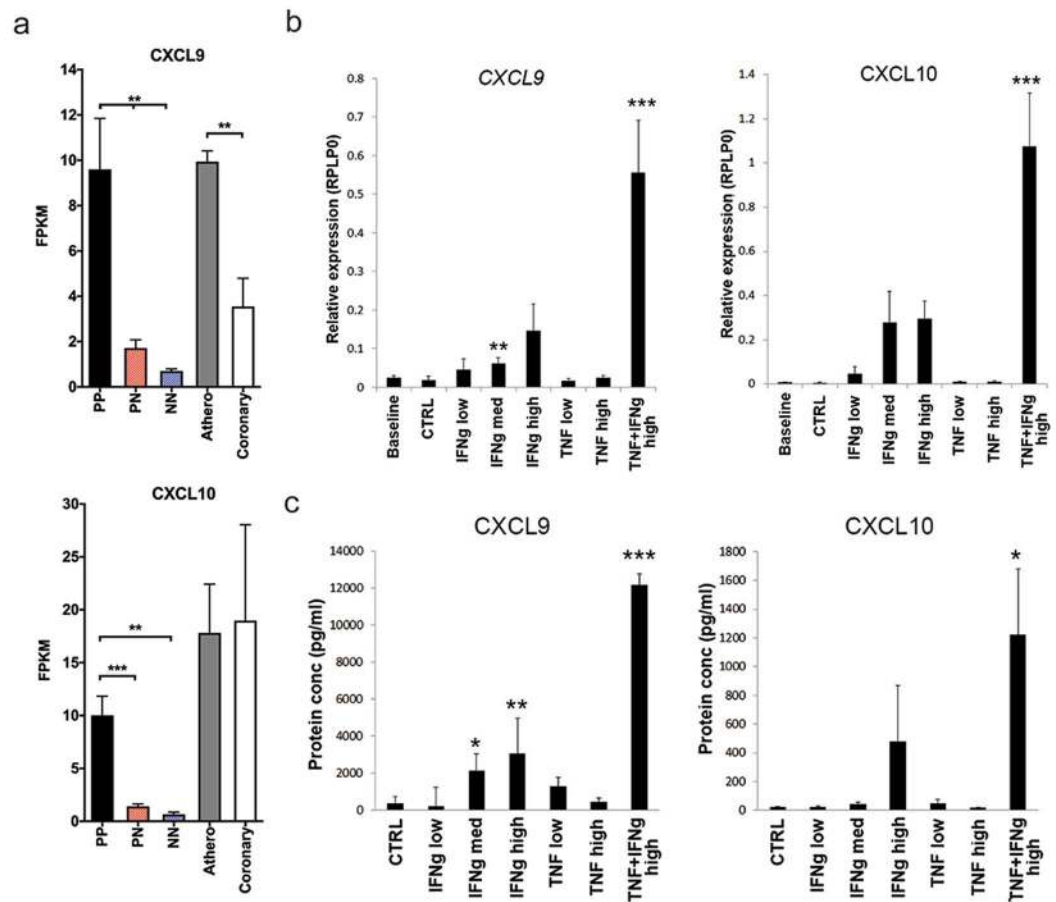 a
CXCL9
14
12
10
8
6
4
2
0
FPKM
**
**
**
PP
PN
NN
Athero
Coronary
CXCL10
30
25
20
15
10
5
0
FPKM
**
***
PP
PN
NN
Athero
Coronary
b
CXCL9
0.8
0.7
0.6
0.5
0.4
0.3
0.2
0.1
0
Relative expression (RPLP0)
**
***
Baseline
CTRL
IFNg low
IFNg med
IFNg high
TNF low
TNF high
TNF+IFNg
high
CXCL10
1.4
1.2
1
0.8
0.6
0.4
0.2
0
Relative expression (RPLP0)
***
Baseline
CTRL
IFNg low
IFNg med
IFNg high
TNF low
TNF high
TNF+IFNg
high
c
CXCL9
14000
12000
10000
8000
6000
4000
2000
0
Protein conc (pg/ml)
*
**
***
CTRL
IFNg low
IFNg med
IFNg high
TNF low
TNF high
TNF+IFNg
high
CXCL10
1800
1600
1400
1200
1000
800
600
400
200
0
Protein conc (pg/ml)
*
CTRL
IFNg low
IFNg med
IFNg high
TNF low
TNF high
TNF+IFNg
high